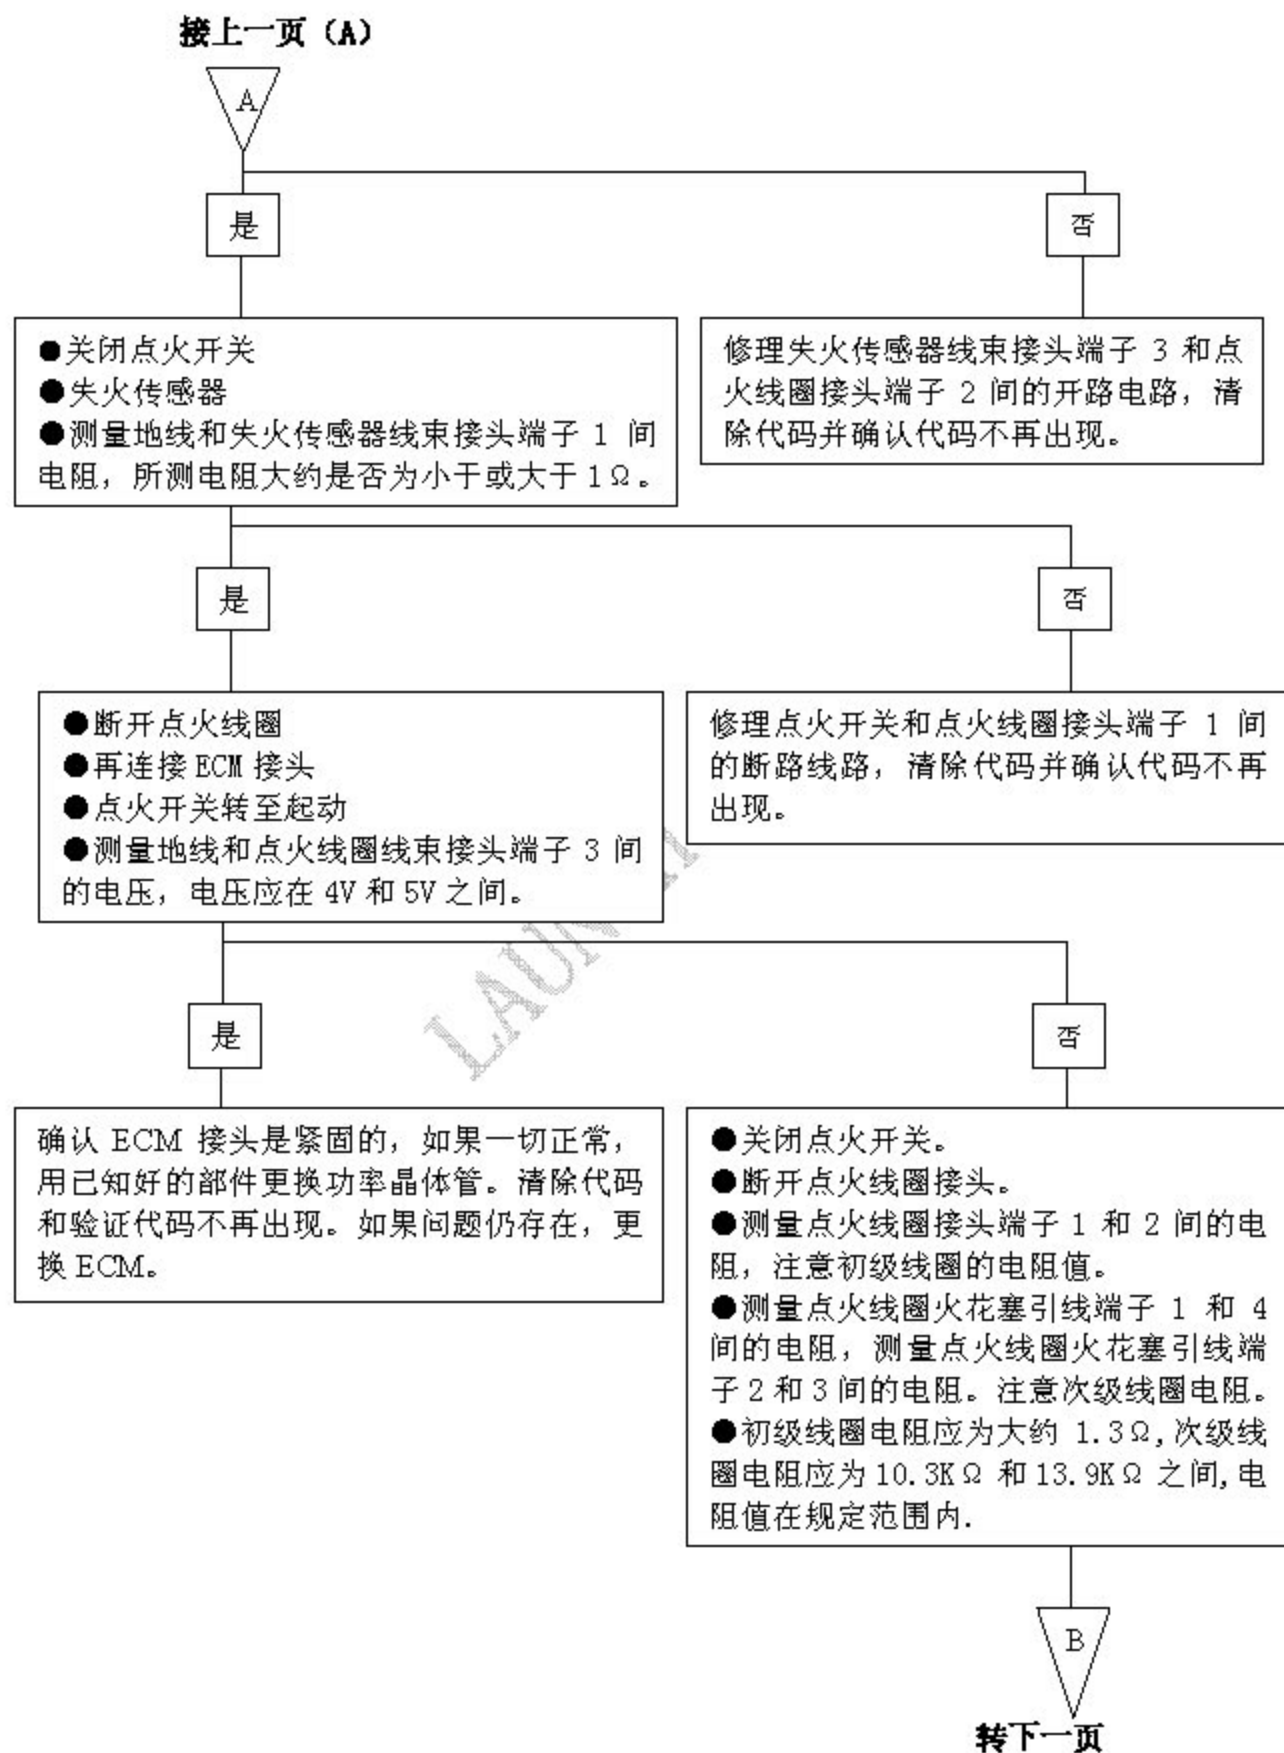 接上一页（A）
A
是
否
●关闭点火开关
●失火传感器
●测量地线和失火传感器线束接头端子 1 间
电阻，所测电阻大约是否为小于或大于 1Ω。
修理失火传感器线束接头端子 3 和点
火线圈接头端子 2 间的开路电路，清
除代码并确认代码不再出现。
是
否
●断开点火线圈
●再连接 ECM 接头
●点火开关转至起动
●测量地线和点火线圈线束接头端子 3 间
的电压，电压应在 4V 和 5V 之间。
修理点火开关和点火线圈接头端子 1 间
的断路线路，清除代码并确认代码不再
出现。
是
否
确认 ECM 接头是紧固的，如果一切正常，
用已知好的部件更换功率晶体管。清除代码
和验证代码不再出现。如果问题仍存在，更
换 ECM。
●关闭点火开关。
●断开点火线圈接头。
●测量点火线圈接头端子 1 和 2 间的电
阻，注意初级线圈的电阻值。
●测量点火线圈火花塞引线端子 1 和 4
间的电阻，测量点火线圈火花塞引线端
子 2 和 3 间的电阻。注意次级线圈电阻。
●初级线圈电阻应为大约 1.3Ω,次级线
圈电阻应为 10.3KΩ 和 13.9KΩ 之间,电
阻值在规定范围内.
B
转下一页